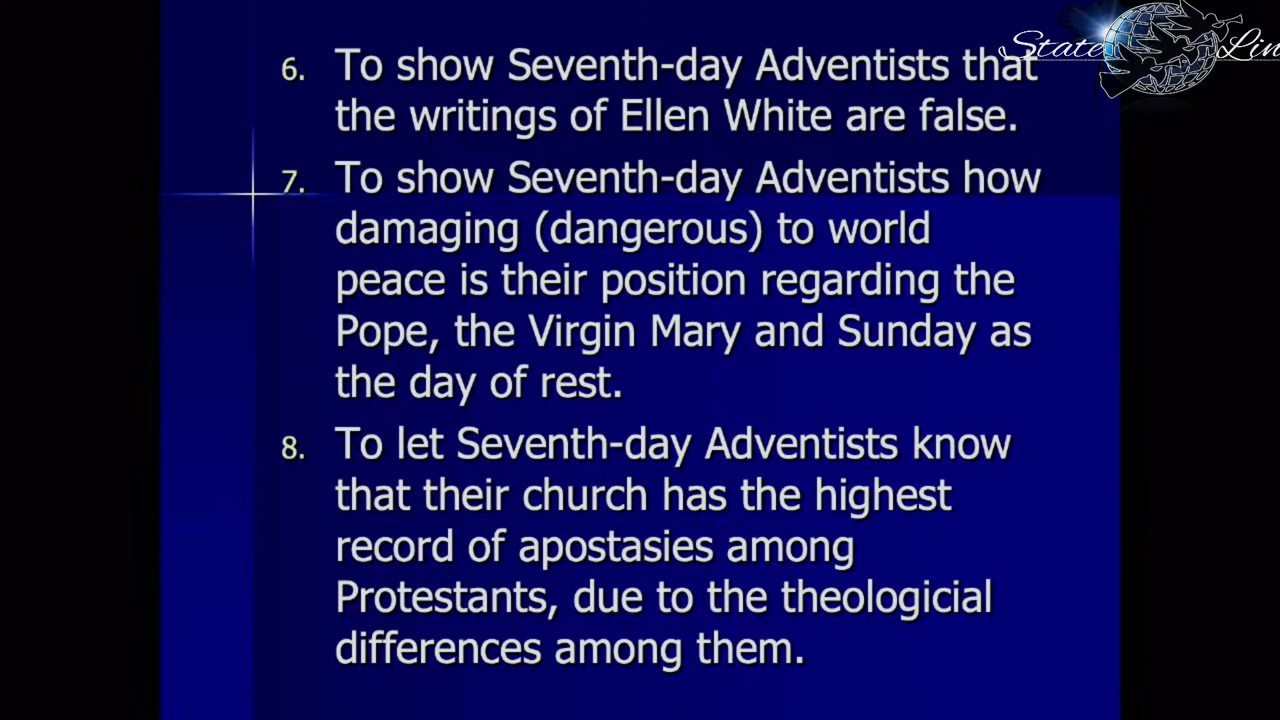 State Lin
6. To show Seventh-day Adventists that
the writings of Ellen White are false.
7. To show Seventh-day Adventists how
damaging (dangerous) to world
peace is their position regarding the
Pope, the Virgin Mary and Sunday as
the day of rest.
8. To let Seventh-day Adventists know
that their church has the highest
record of apostasies among
Protestants, due to the theologicial
differences among them.